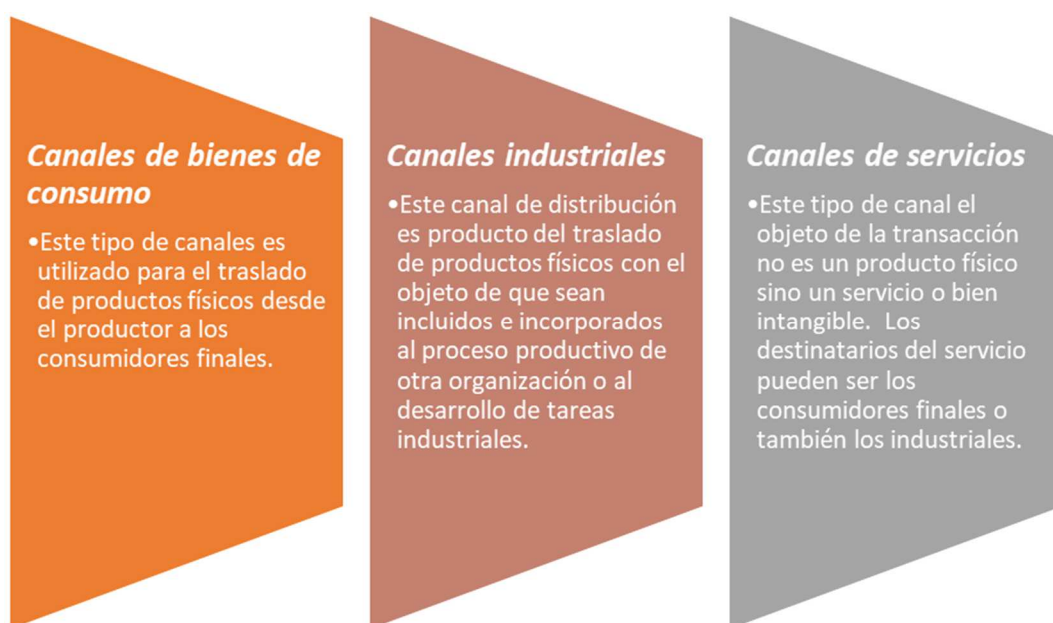 Canales de bienes de
consumo
•Este tipo de canales es
utilizado para el traslado
de productos físicos desde
el productor a los
consumidores finales.
Canales industriales
•Este canal de distribución
es producto del traslado
de productos físicos con el
objeto de que sean
incluidos e incorporados
al proceso productivo de
otra organización o al
desarrollo de tareas
industriales.
Canales de servicios
•Este tipo de canal el
objeto de la transacción
no es un producto físico
sino un servicio o bien
intangible.  Los
destinatarios del servicio
pueden ser los
consumidores finales o
también los industriales.